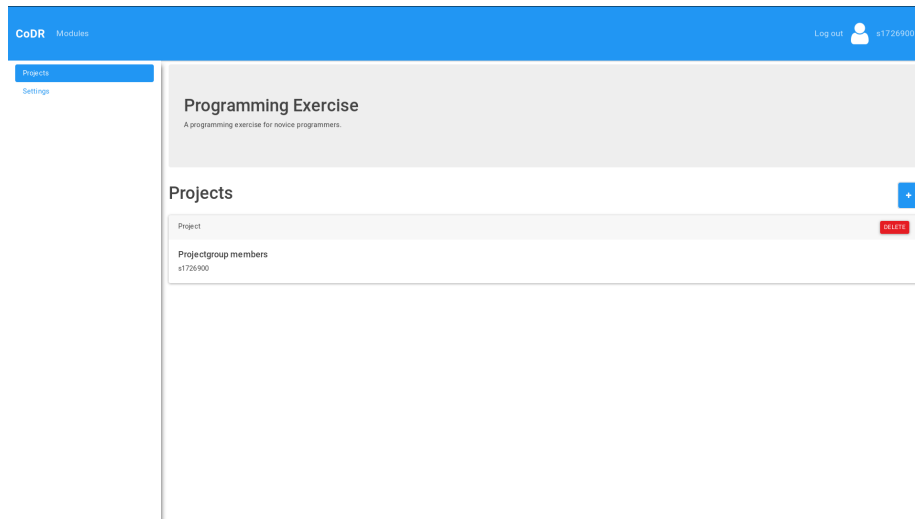 CoDR Modules Log out s1726900
Projects
Settings
Programming Exercise
A programming exercise for novice programmers.
Projects
+
Project DELETE
Projectgroup members
s1726900